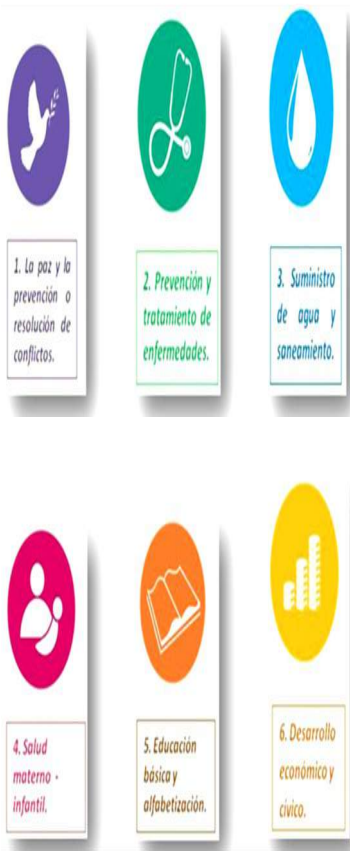 1. La paz y la
prevención o
resolución de
conflictos.
2. Prevención y
tratamiento de
enfermedades.
3. Suministro
de agua y
saneamiento.
4. Salud
materno -
infantil.
5. Educación
básica y
alfabetización.
6. Desarrollo
económico y
cívico.